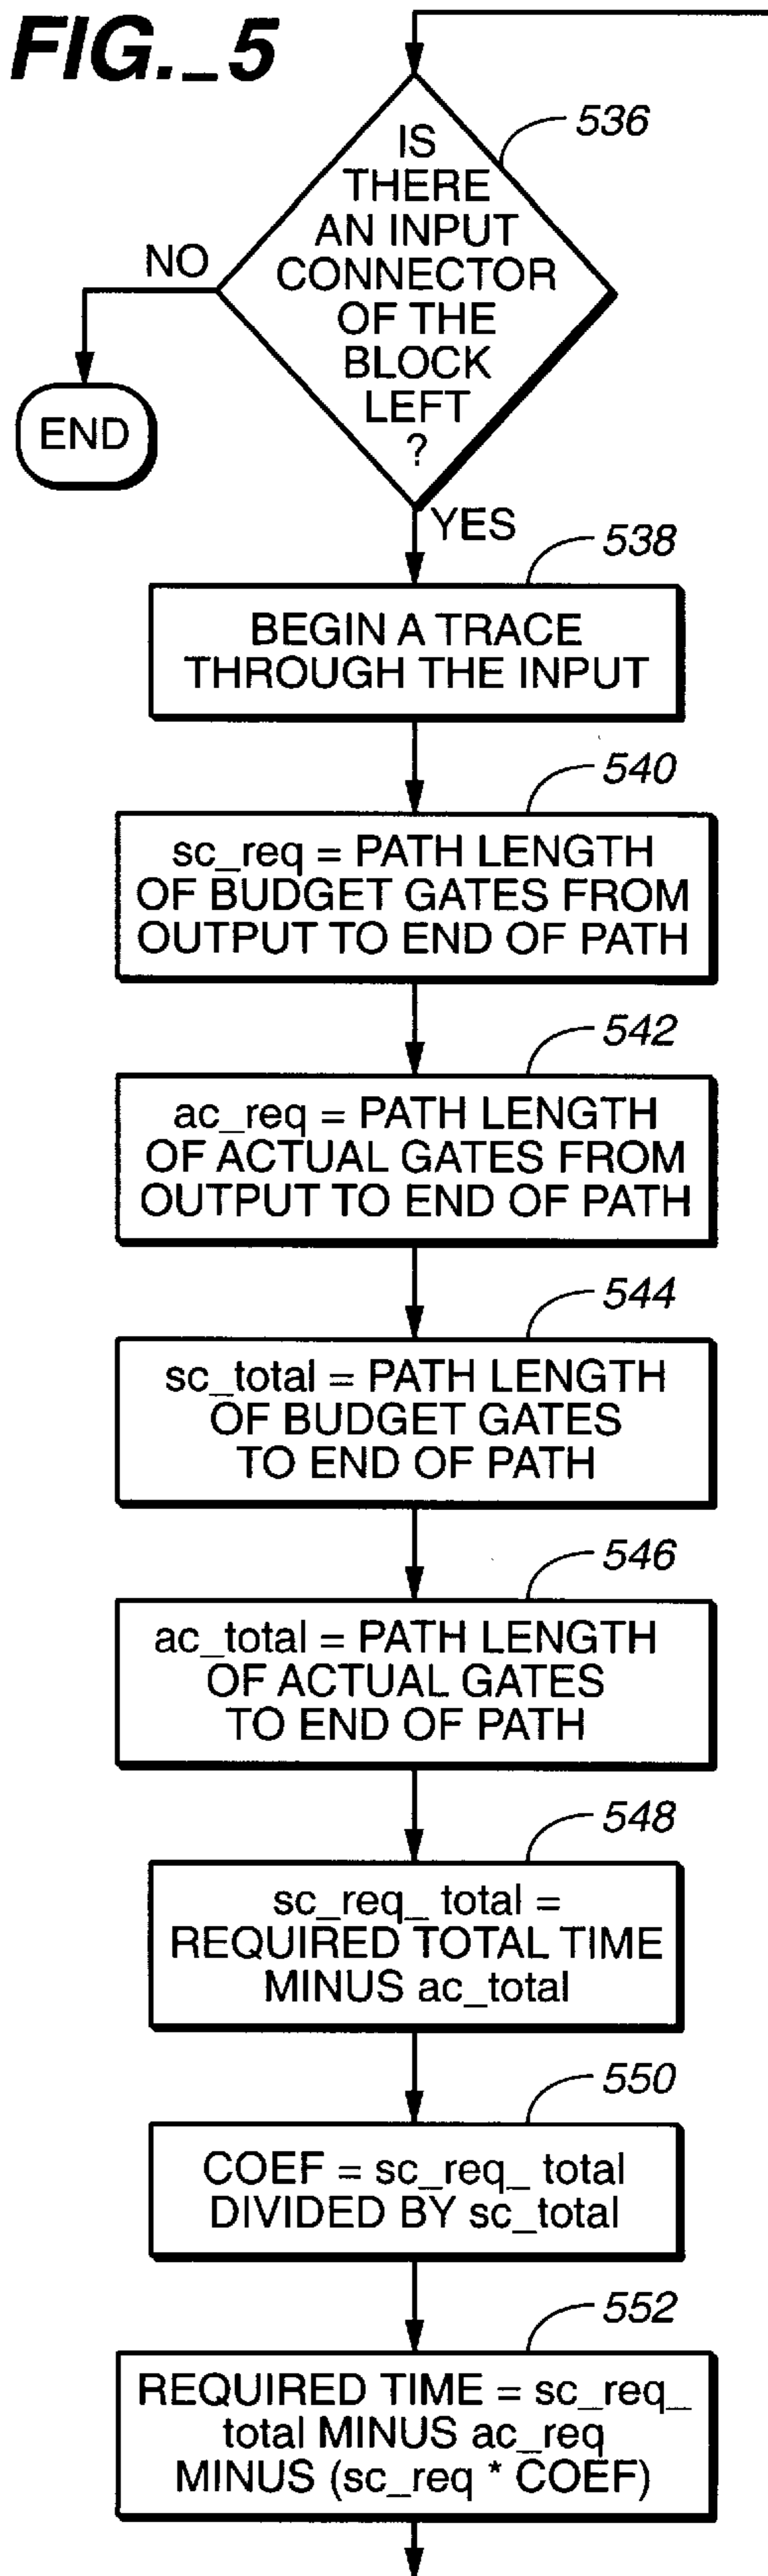 FIG._5
536
IS
THERE
AN INPUT
CONNECTOR
OF THE
BLOCK
LEFT
?
NO
END
YES
538
BEGIN A TRACE
THROUGH THE INPUT
540
sc_req = PATH LENGTH
OF BUDGET GATES FROM
OUTPUT TO END OF PATH
542
ac_req = PATH LENGTH
OF ACTUAL GATES FROM
OUTPUT TO END OF PATH
544
sc_total = PATH LENGTH
OF BUDGET GATES
TO END OF PATH
546
ac_total = PATH LENGTH
OF ACTUAL GATES
TO END OF PATH
548
sc_req_ total =
REQUIRED TOTAL TIME
MINUS ac_total
550
COEF = sc_req_ total
DIVIDED BY sc_total
552
REQUIRED TIME = sc_req_
total MINUS ac_req
MINUS (sc_req * COEF)